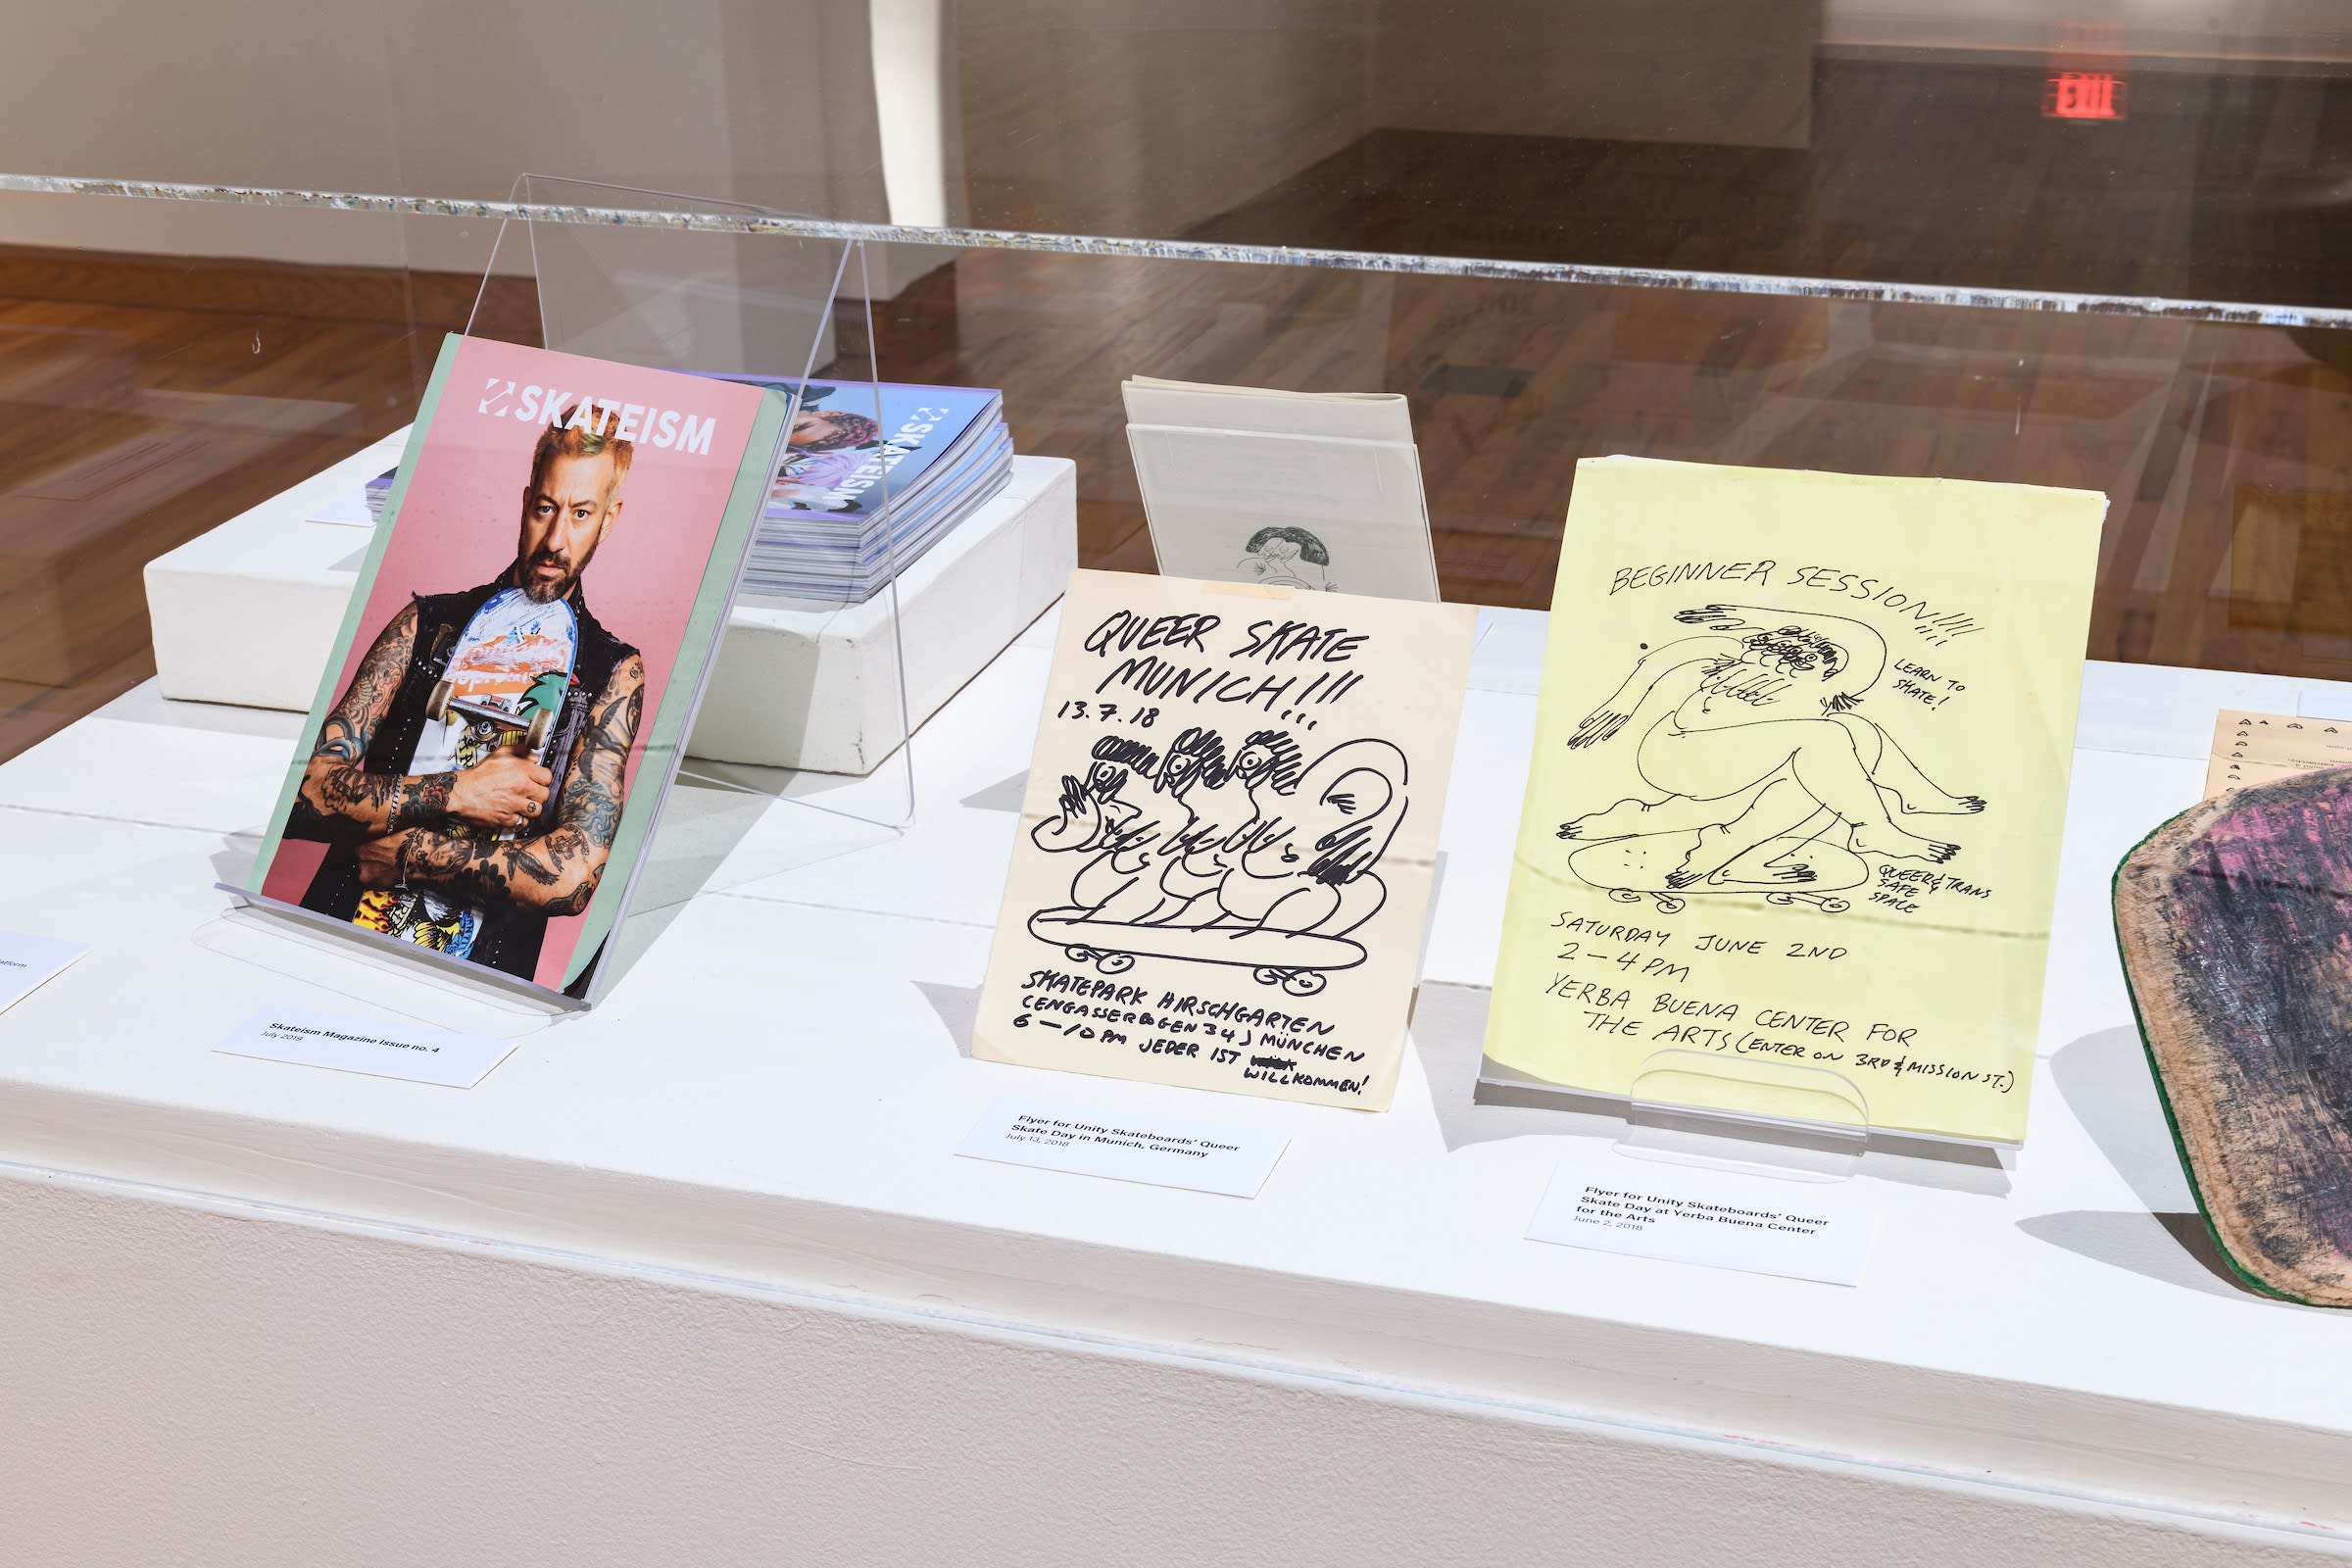 EXIT
SKATEISM
SKATEISM
QUEER SKATE
MUNICH!!!
13.7.18
SKATEPARK HIRSCHGARTEN
CENGASSERBOGEN 34) MÜNCHEN
6—10 PM JEDER IST
WILLKOMMEN!
BEGINNER SESSION!!!!
LEARN TO
SKATE!
QUEER & TRANS
SAFE
SPACE
SATURDAY JUNE 2ND
2—4PM
YERBA BUENA CENTER FOR
THE ARTS (ENTER ON 3RD & MISSION ST.)
Skateism Magazine issue no. 4
July 2019
Flyer for Unity Skateboards' Queer
Skate Day in Munich, Germany
July 13, 2018
Flyer for Unity Skateboards' Queer
Skate Day at Yerba Buena Center
for the Arts
June 2, 2018